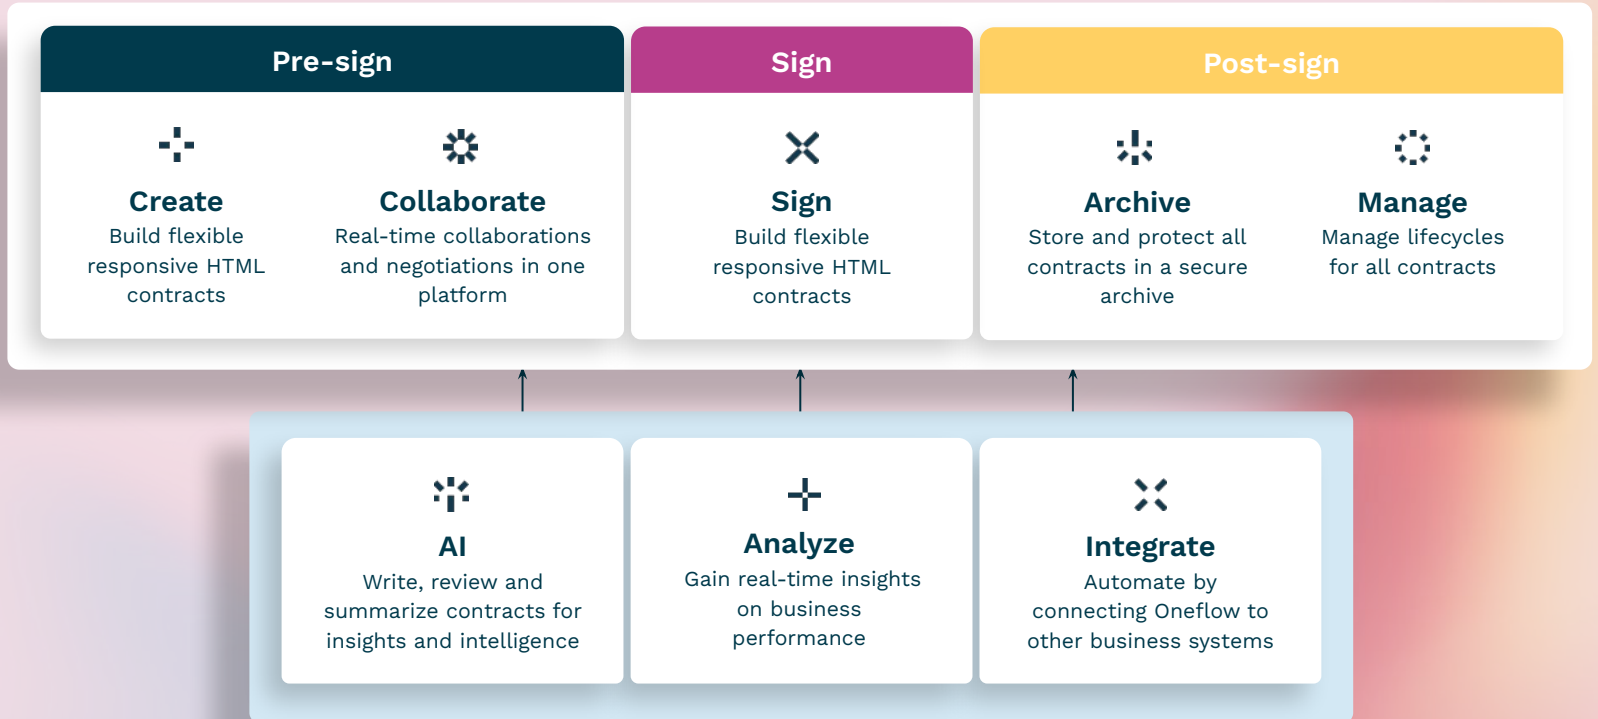 Pre-sign
Create
Build flexible
responsive HTML
contracts
Collaborate
Real-time collaborations
and negotiations in one
platform
Sign
Sign
Build flexible
responsive HTML
contracts
Post-sign
Archive
Store and protect all
contracts in a secure
archive
Manage
Manage lifecycles
for all contracts
AI
Write, review and
summarize contracts for
insights and intelligence
Analyze
Gain real-time insights
on business
performance
Integrate
Automate by
connecting Oneflow to
other business systems